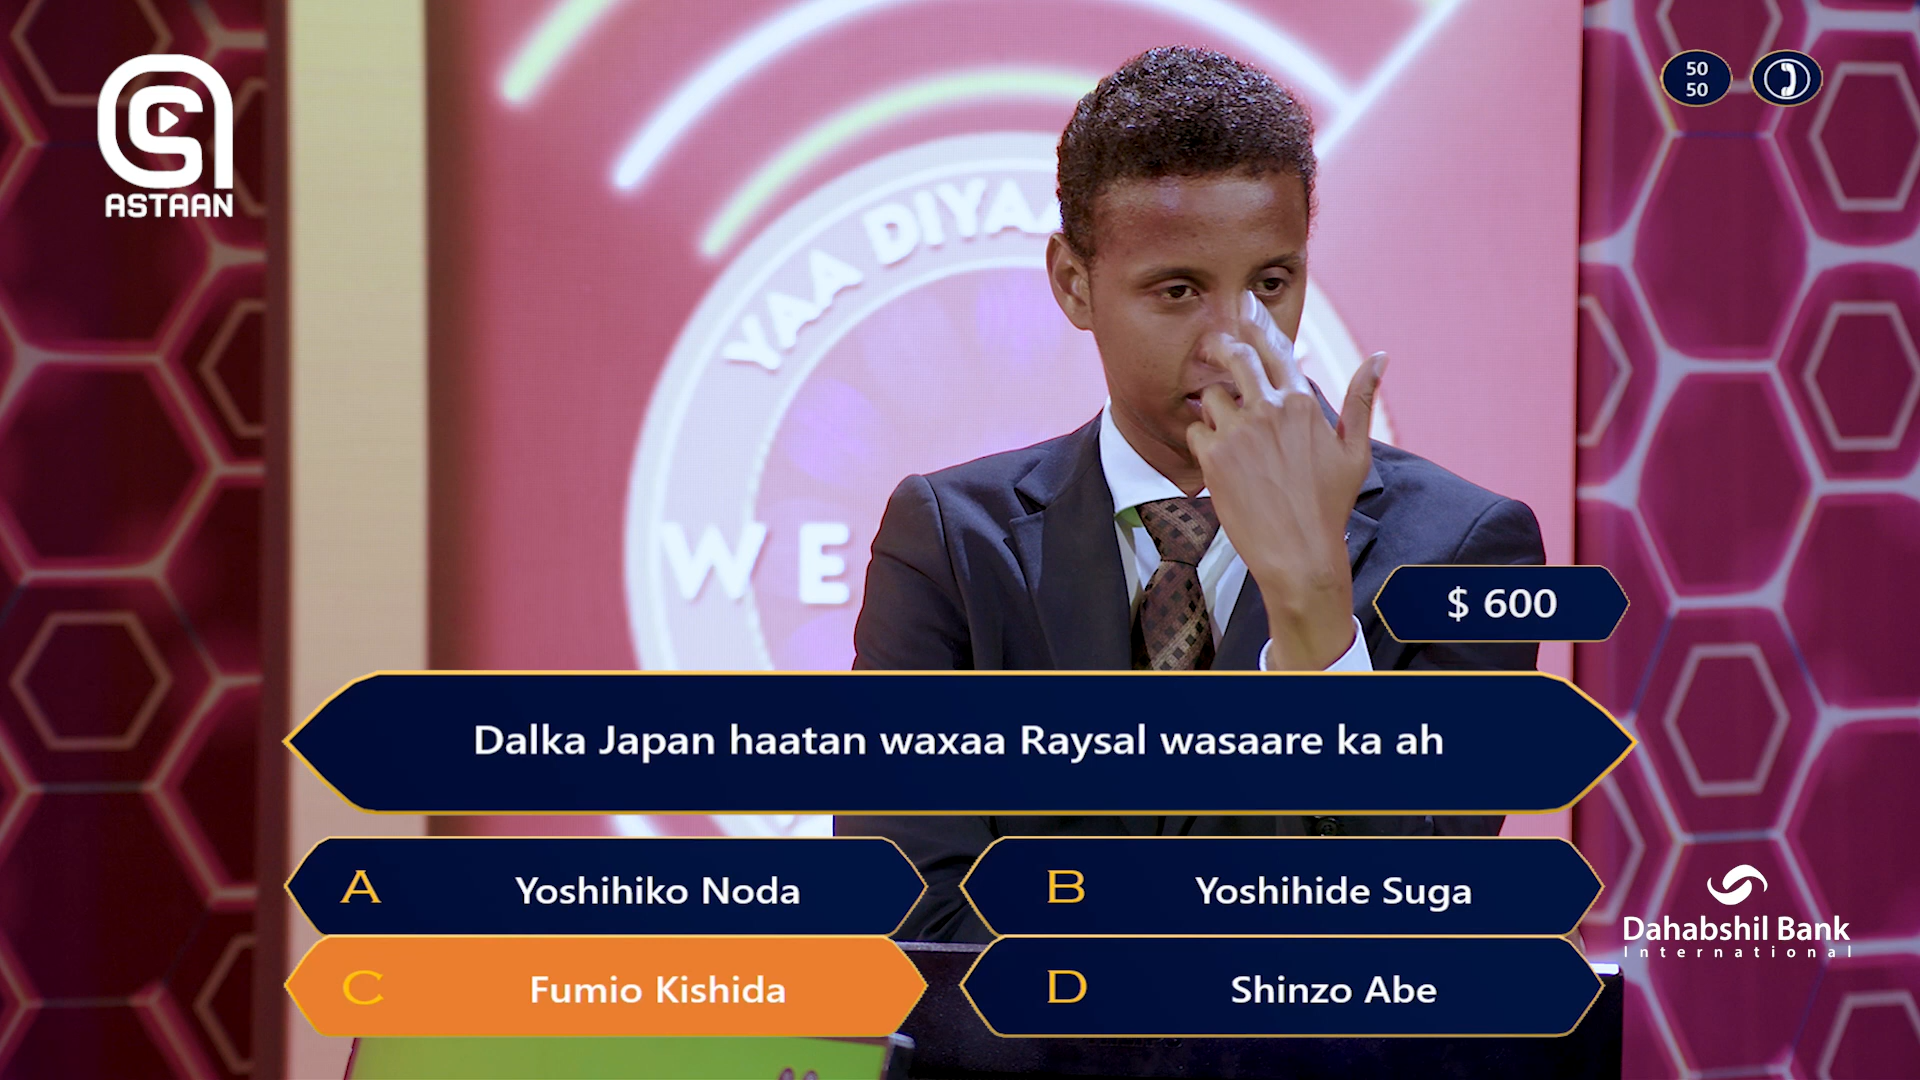 ASTAAN
50
50
YAA DIYAA
W E
$ 600
Dalka Japan haatan waxaa Raysal wasaare ka ah
A Yoshihiko Noda
B Yoshihide Suga
C Fumio Kishida
D Shinzo Abe
Dahabshil Bank
International